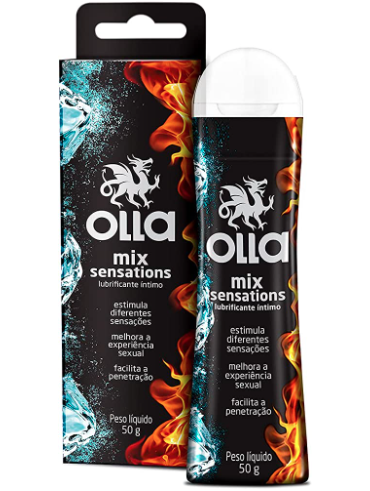 OLLA
mix
sensations
lubrificante íntimo
estimula
diferentes
sensações
melhora a
experiência
sexual
facilita a
penetração
Peso líquido
50 g
OLLA
mix
sensations
lubrificante íntimo
estimula
diferentes
sensações
melhora a
experiência
sexual
facilita a
penetração
Peso líquido
50 g